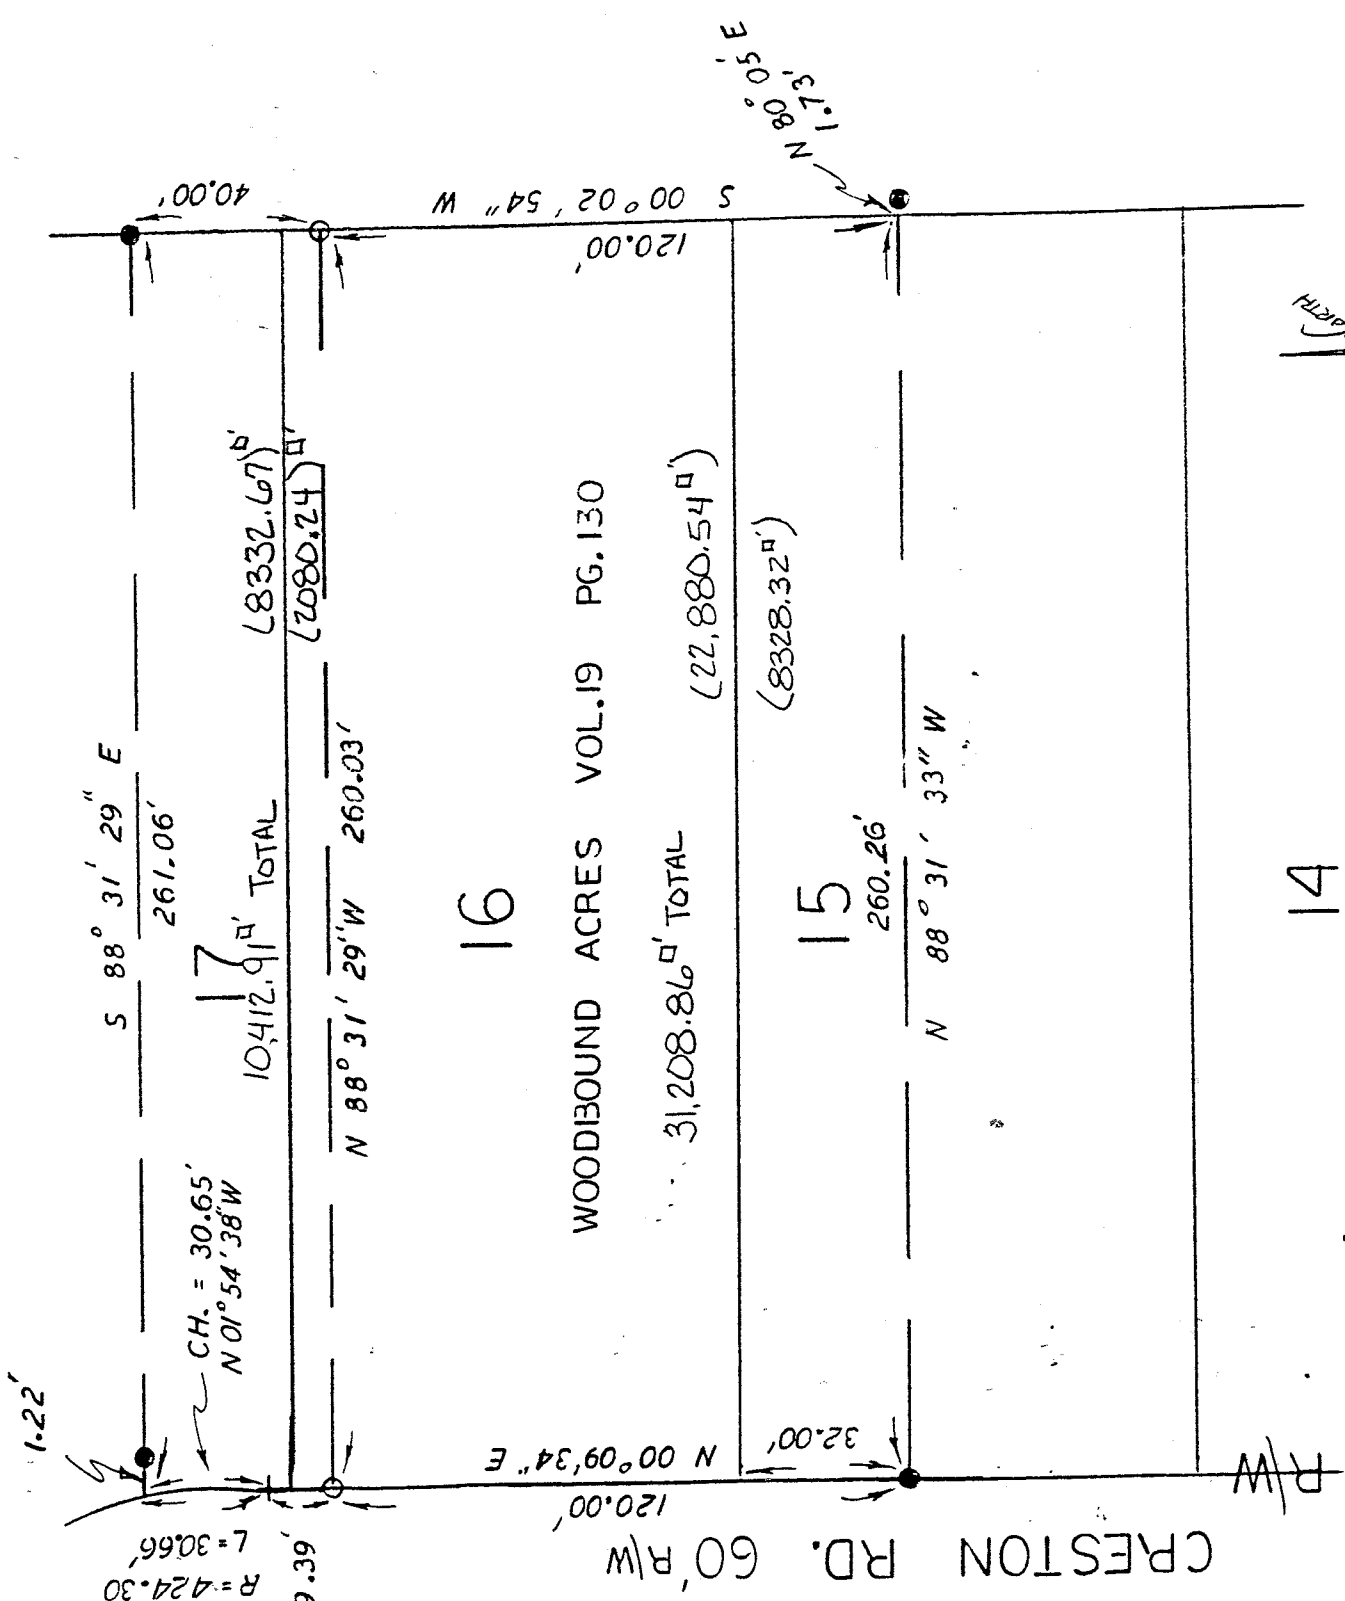 1.22'
CH. = 30.65'
N 01° 54' 38" W
R = 424.30
L = 30.66'
9.39'
S 88° 31' 29" E
261.06'
17
10,412.91□' TOTAL
(8332.67)□'
(2080.24)□'
40.00'
N 88° 31' 29" W 260.03'
S 00° 02' 54" W
120.00'
N 80° 05' E
1.73'
16
WOODBOUND ACRES VOL.19 PG.130
31,208.86□' TOTAL
(22,880.54□')
(8328.32□')
N 00° 09' 34" E
120.00'
32.00'
15
260.26'
N 88° 31' 33" W
14
NORTH
R/W
CRESTON RD. 60' R/W